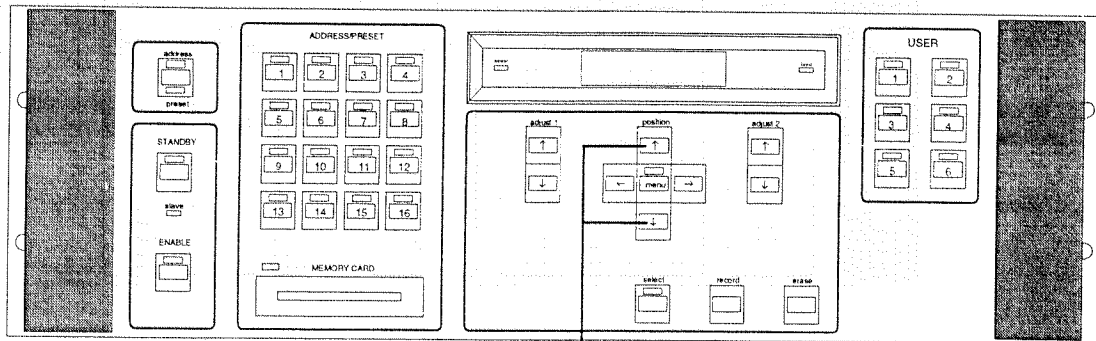 address
preset
STANDBY
slave
ENABLE
ADDRESS/PRESET
1 2 3 4
5 6 7 8
9 10 11 12
13 14 15 16
MEMORY CARD
adjust 1 position adjust 2
↑ ↑ ↑
← menu →
↓ ↓ ↓
select record erase
USER
1 2
3 4
5 6